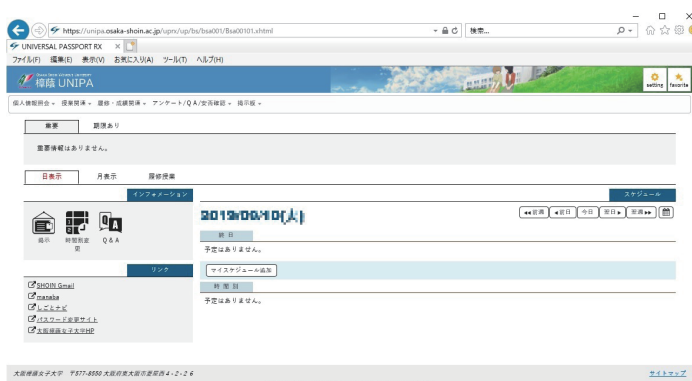 https://unipa.osaka-shoin.ac.jp/uprx/up/bs/bsa001/Bsa00101.xhtml
検索...
UNIVERSAL PASSPORT RX
ファイル(F) 編集(E) 表示(V) お気に入り(A) ツール(T) ヘルプ(H)
樟蔭 UNIPA
setting favorite
個人情報照会 授業関連 履修・成績関連 アンケート/QA/安否確認 掲示板
重要 期限あり
重要情報はありません。
日表示 月表示 履修授業
インフォメーション
スケジュール
前週 前日 今日 翌日 翌週
掲示 時間割変更 Q&A
終日
予定はありません。
リンク
マイスケジュール追加
SHOIN Gmail
manaba
しごとナビ
パスワード変更サイト
大阪樟蔭女子大学HP
時間別
予定はありません。
大阪樟蔭女子大学 〒577-8550 大阪府東大阪市菱屋西4-2-26
サイトマップ